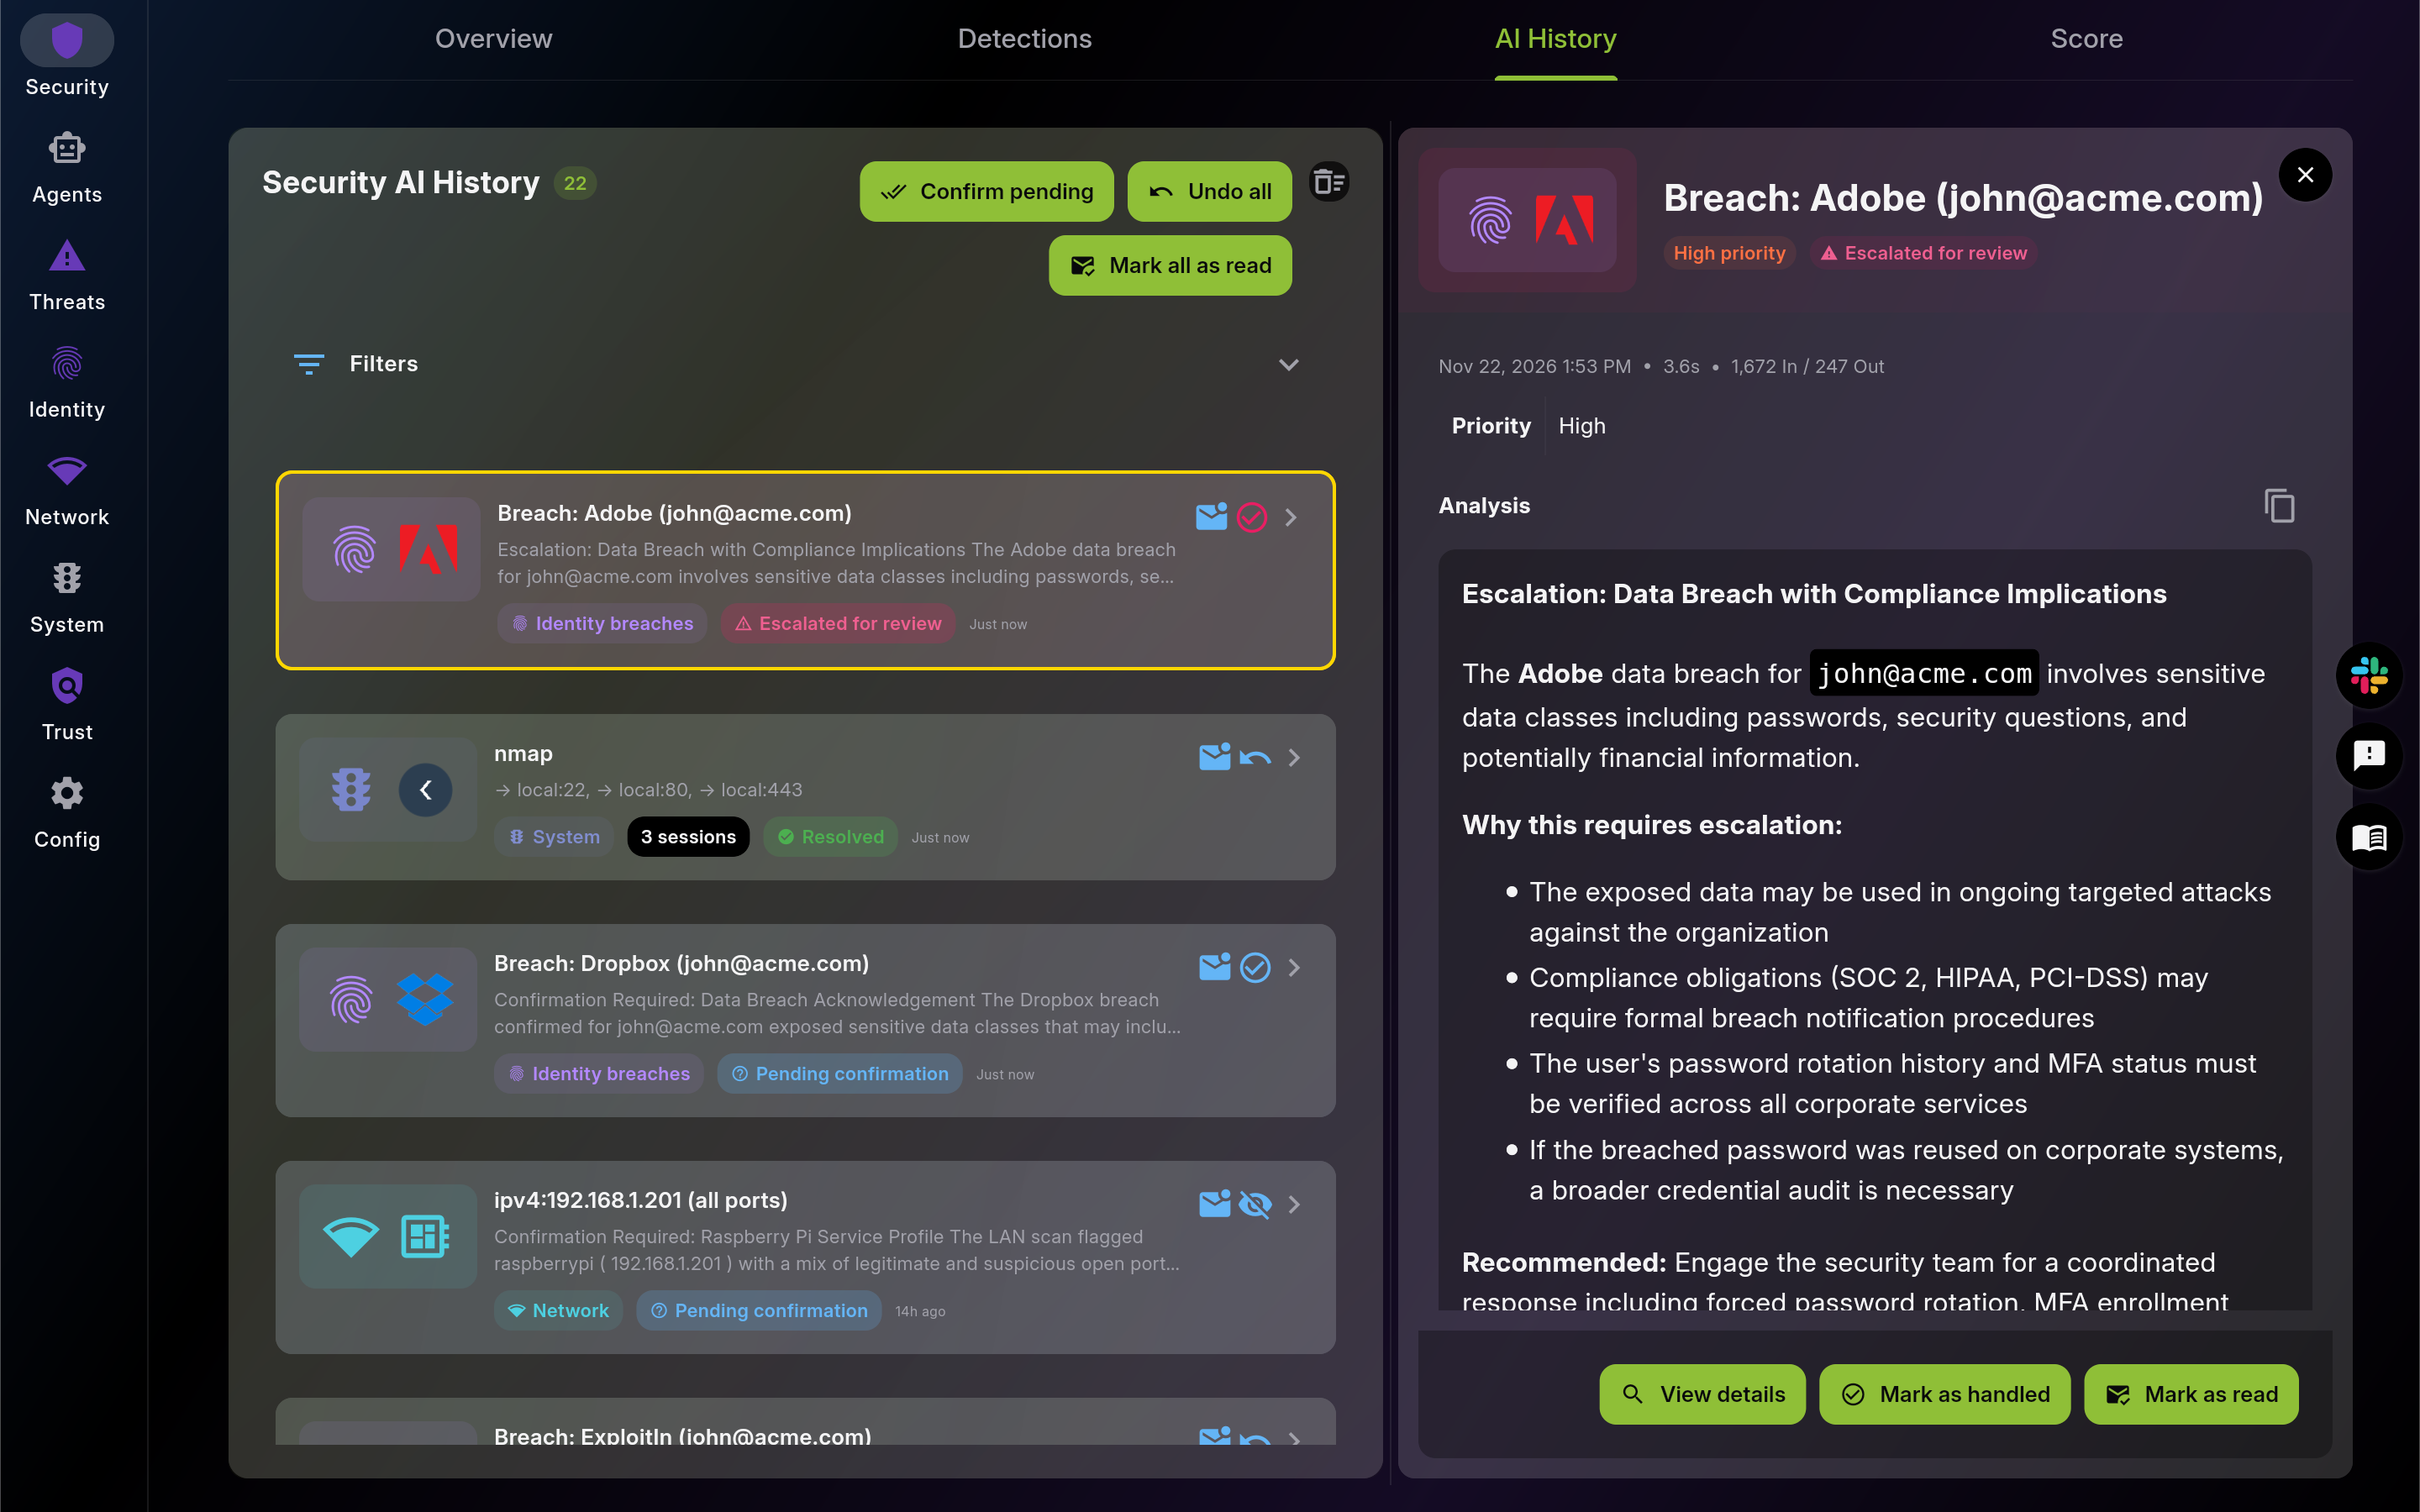 Security
Agents
Threats
Identity
Network
System
Trust
Config
Overview
Detections
AI History
Score
Security AI History 22
Confirm pending
Undo all
Mark all as read
Filters
Breach: Adobe (john@acme.com)
Escalation: Data Breach with Compliance Implications The Adobe data breach
for john@acme.com involves sensitive data classes including passwords, se...
Identity breaches
Escalated for review
Just now
nmap
→ local:22, → local:80, → local:443
System
3 sessions
Resolved
Just now
Breach: Dropbox (john@acme.com)
Confirmation Required: Data Breach Acknowledgement The Dropbox breach
confirmed for john@acme.com exposed sensitive data classes that may inclu...
Identity breaches
Pending confirmation
Just now
ipv4:192.168.1.201 (all ports)
Confirmation Required: Raspberry Pi Service Profile The LAN scan flagged
raspberrypi ( 192.168.1.201 ) with a mix of legitimate and suspicious open port...
Network
Pending confirmation
14h ago
Breach: ExploitIn (john@acme.com)
Breach: Adobe (john@acme.com)
High priority
Escalated for review
Nov 22, 2026 1:53 PM • 3.6s • 1,672 In / 247 Out
Priority High
Analysis
Escalation: Data Breach with Compliance Implications
The Adobe data breach for john@acme.com involves sensitive
data classes including passwords, security questions, and
potentially financial information.
Why this requires escalation:
• The exposed data may be used in ongoing targeted attacks
against the organization
• Compliance obligations (SOC 2, HIPAA, PCI-DSS) may
require formal breach notification procedures
• The user's password rotation history and MFA status must
be verified across all corporate services
• If the breached password was reused on corporate systems,
a broader credential audit is necessary
Recommended: Engage the security team for a coordinated
response including forced password rotation, MFA enrollment
View details
Mark as handled
Mark as read